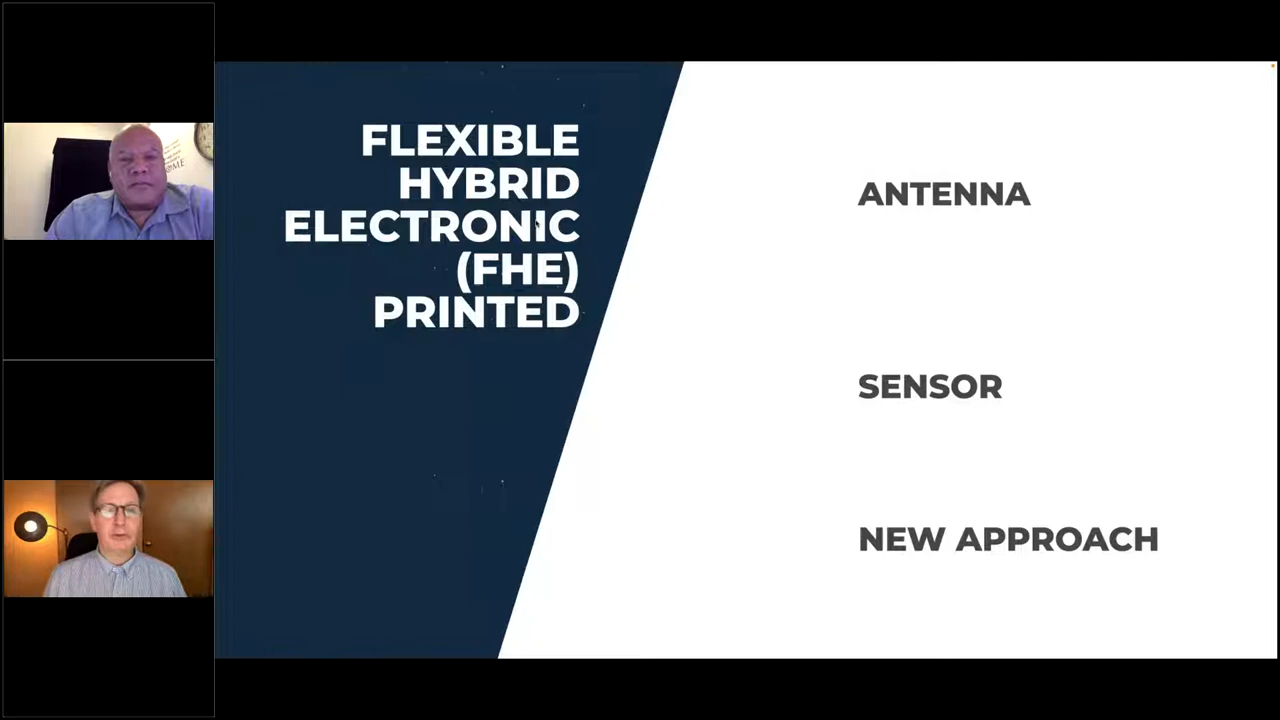 FLEXIBLE
HYBRID
ELECTRONIC
(FHE)
PRINTED
ANTENNA
SENSOR
NEW APPROACH